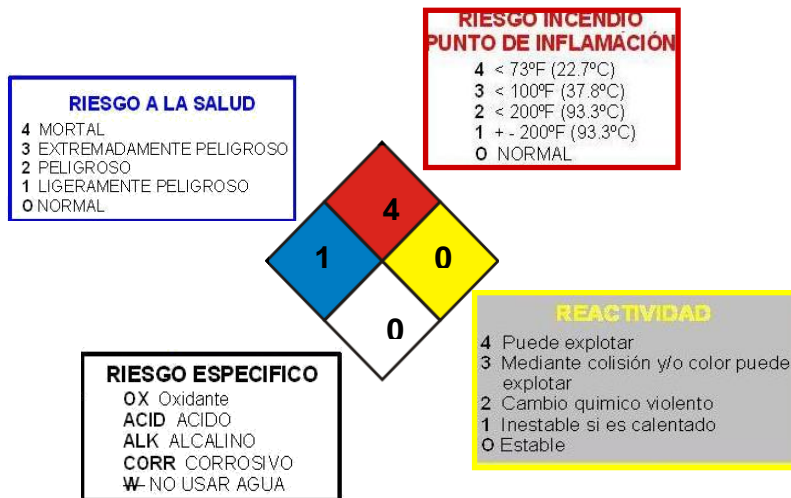 RIESGO INCENDIO
PUNTO DE INFLAMACIÓN
4 < 73ºF (22.7ºC)
3 < 100ºF (37.8ºC)
2 < 200ºF (93.3ºC)
1 + - 200ºF (93.3ºC)
O NORMAL
RIESGO A LA SALUD
4 MORTAL
3 EXTREMADAMENTE PELIGROSO
2 PELIGROSO
1 LIGERAMENTE PELIGROSO
O NORMAL
4
1
0
0
REACTIVIDAD
4 Puede explotar
3 Mediante colisión y/o color puede
explotar
2 Cambio quimico violento
1 Inestable si es calentado
O Estable
RIESGO ESPECIFICO
OX Oxidante
ACID ACIDO
ALK ALCALINO
CORR CORROSIVO
W NO USAR AGUA